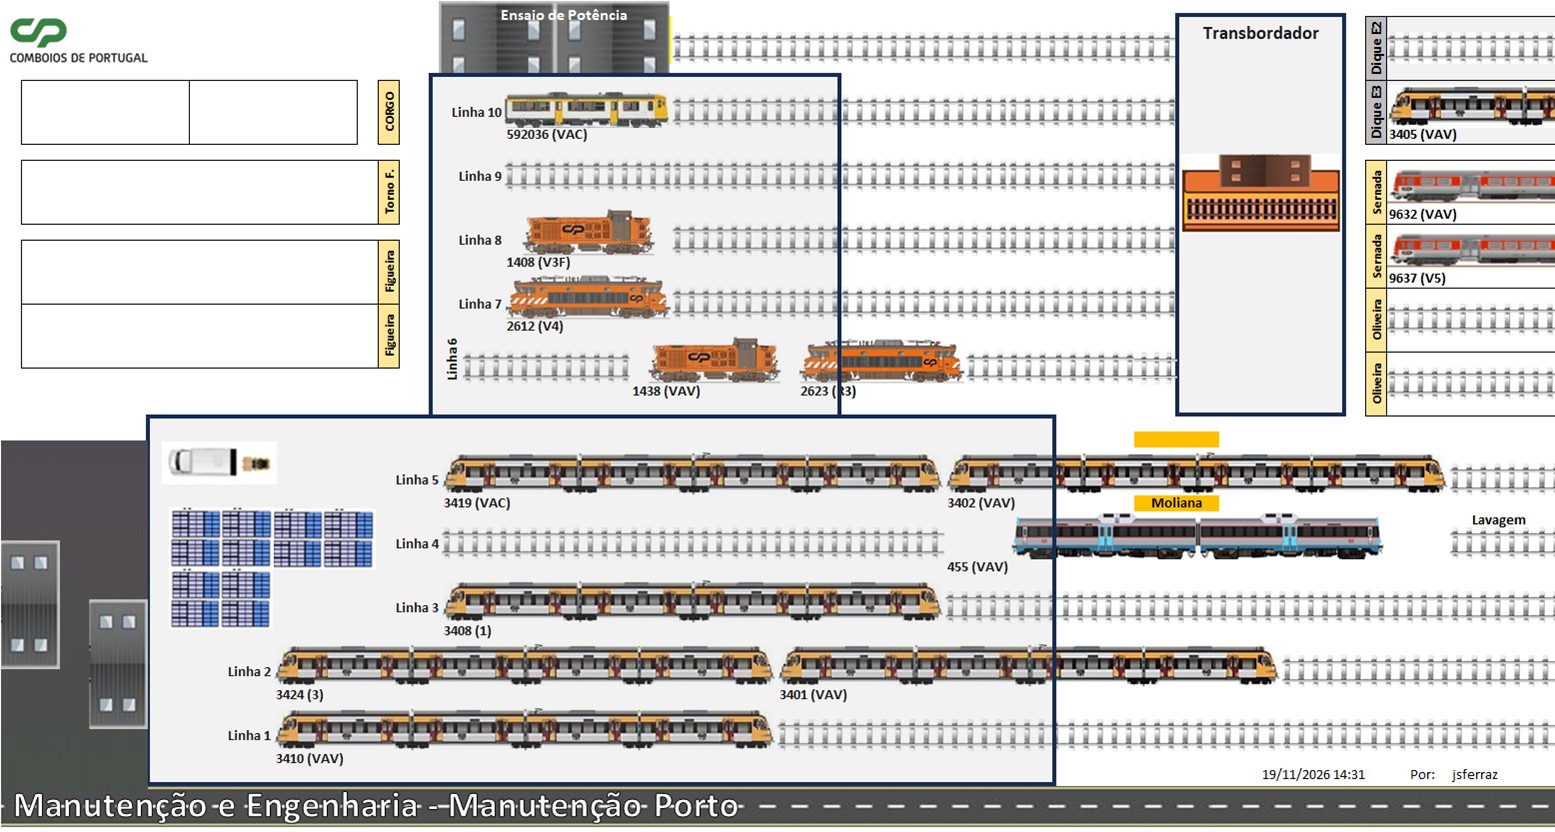 CP
COMBOIOS DE PORTUGAL
CORGO
Torno F.
Figueira
Figueira
Ensaio de Potência
Linha 10
592036 (VAC)
Linha 9
Linha 8
1408 (V3F)
Linha 7
2612 (V4)
Linha 6
1438 (VAV)
2623 (R3)
Transbordador
Dique E2
Dique E3
3405 (VAV)
Sernada
9632 (VAV)
Sernada
9637 (V5)
Oliveira
Oliveira
Linha 5
3419 (VAC)
3402 (VAV)
Moliana
Linha 4
455 (VAV)
Lavagem
Linha 3
3408 (1)
Linha 2
3424 (3)
3401 (VAV)
Linha 1
3410 (VAV)
19/11/2026 14:31
Por:
jsferraz
Manutenção e Engenharia - Manutenção Porto